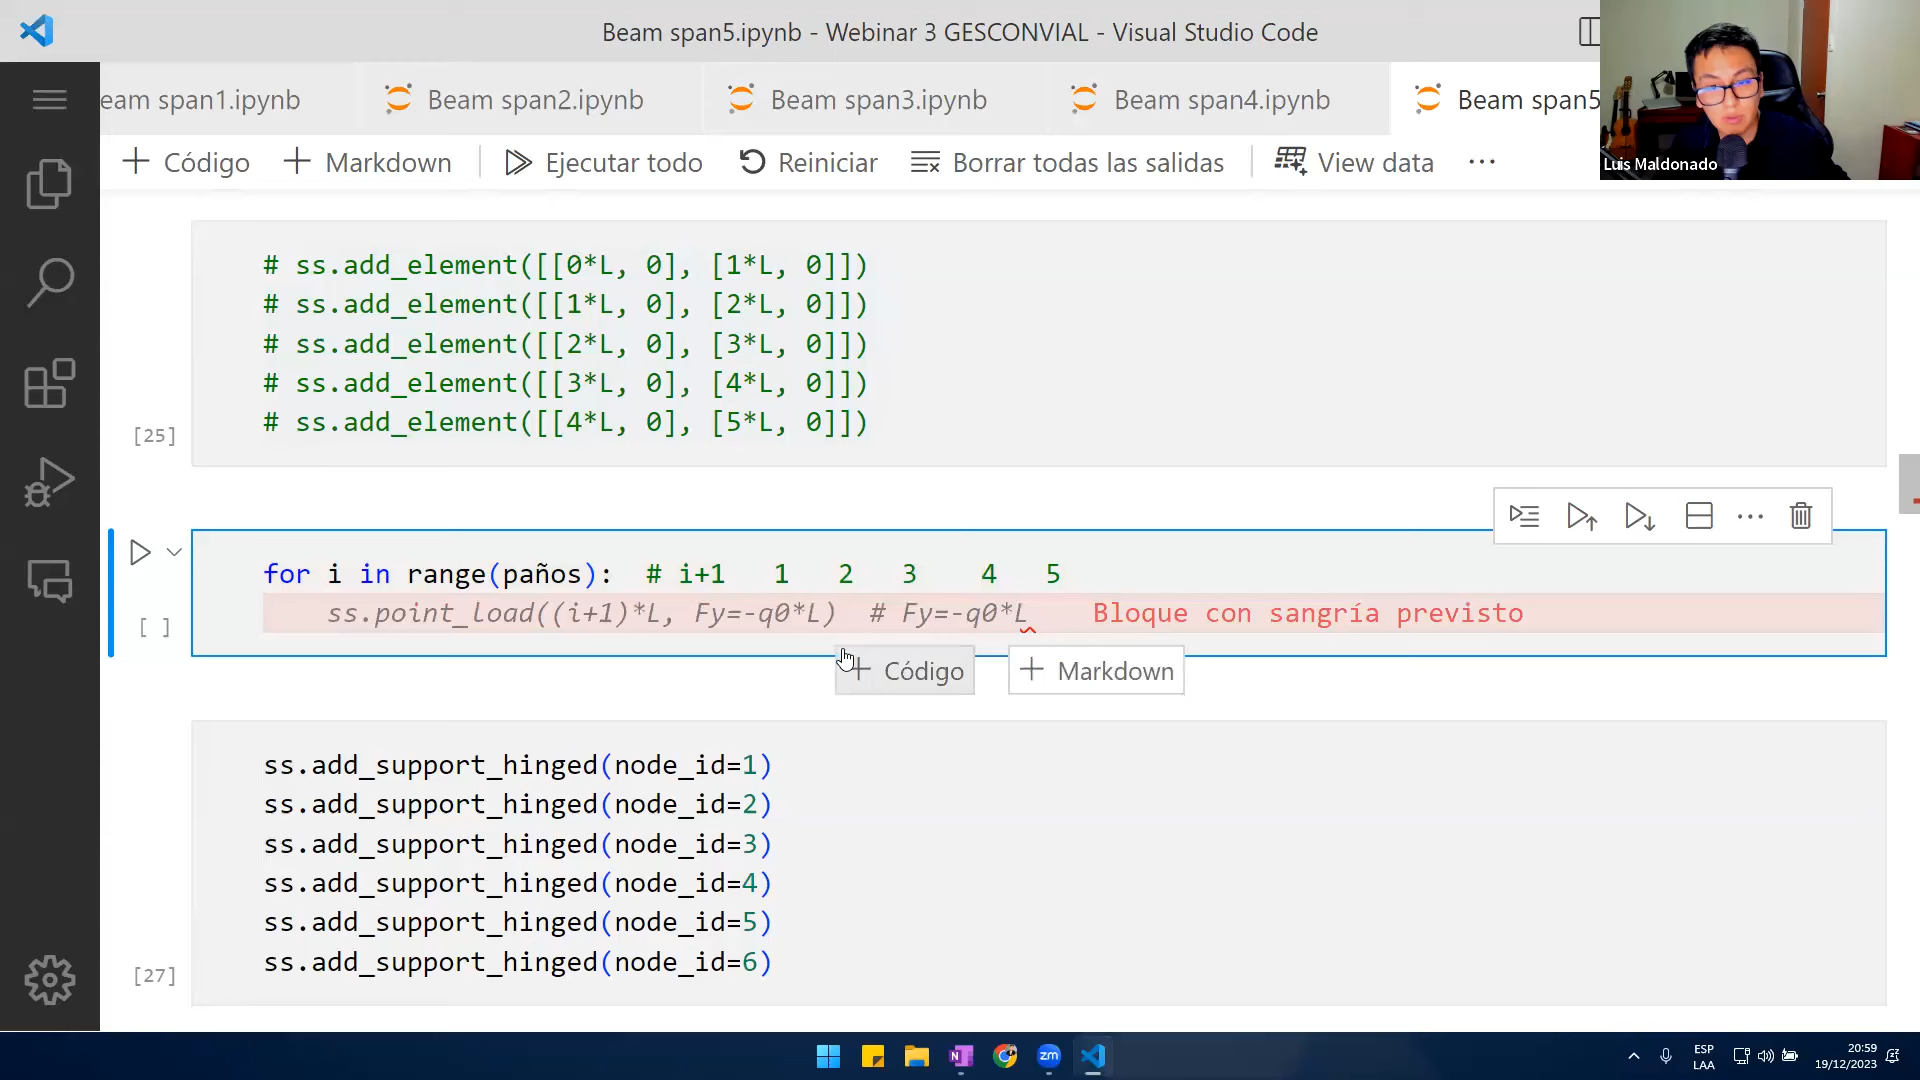 Beam span5.ipynb - Webinar 3 GESCONVIAL - Visual Studio Code
eam span1.ipynb
Beam span2.ipynb
Beam span3.ipynb
Beam span4.ipynb
Beam span5
Código
Markdown
Ejecutar todo
Reiniciar
Borrar todas las salidas
View data
Luis Maldonado
# ss.add_element([[0*L, 0], [1*L, 0]])
# ss.add_element([[1*L, 0], [2*L, 0]])
# ss.add_element([[2*L, 0], [3*L, 0]])
# ss.add_element([[3*L, 0], [4*L, 0]])
# ss.add_element([[4*L, 0], [5*L, 0]])
[25]
for i in range(paños):  # i+1   1   2   3    4   5
ss.point_load((i+1)*L, Fy=-q0*L)  # Fy=-q0*L    Bloque con sangría previsto
[ ]
Código
Markdown
ss.add_support_hinged(node_id=1)
ss.add_support_hinged(node_id=2)
ss.add_support_hinged(node_id=3)
ss.add_support_hinged(node_id=4)
ss.add_support_hinged(node_id=5)
ss.add_support_hinged(node_id=6)
[27]
zm
N
ESP
LAA
20:59
19/12/2023